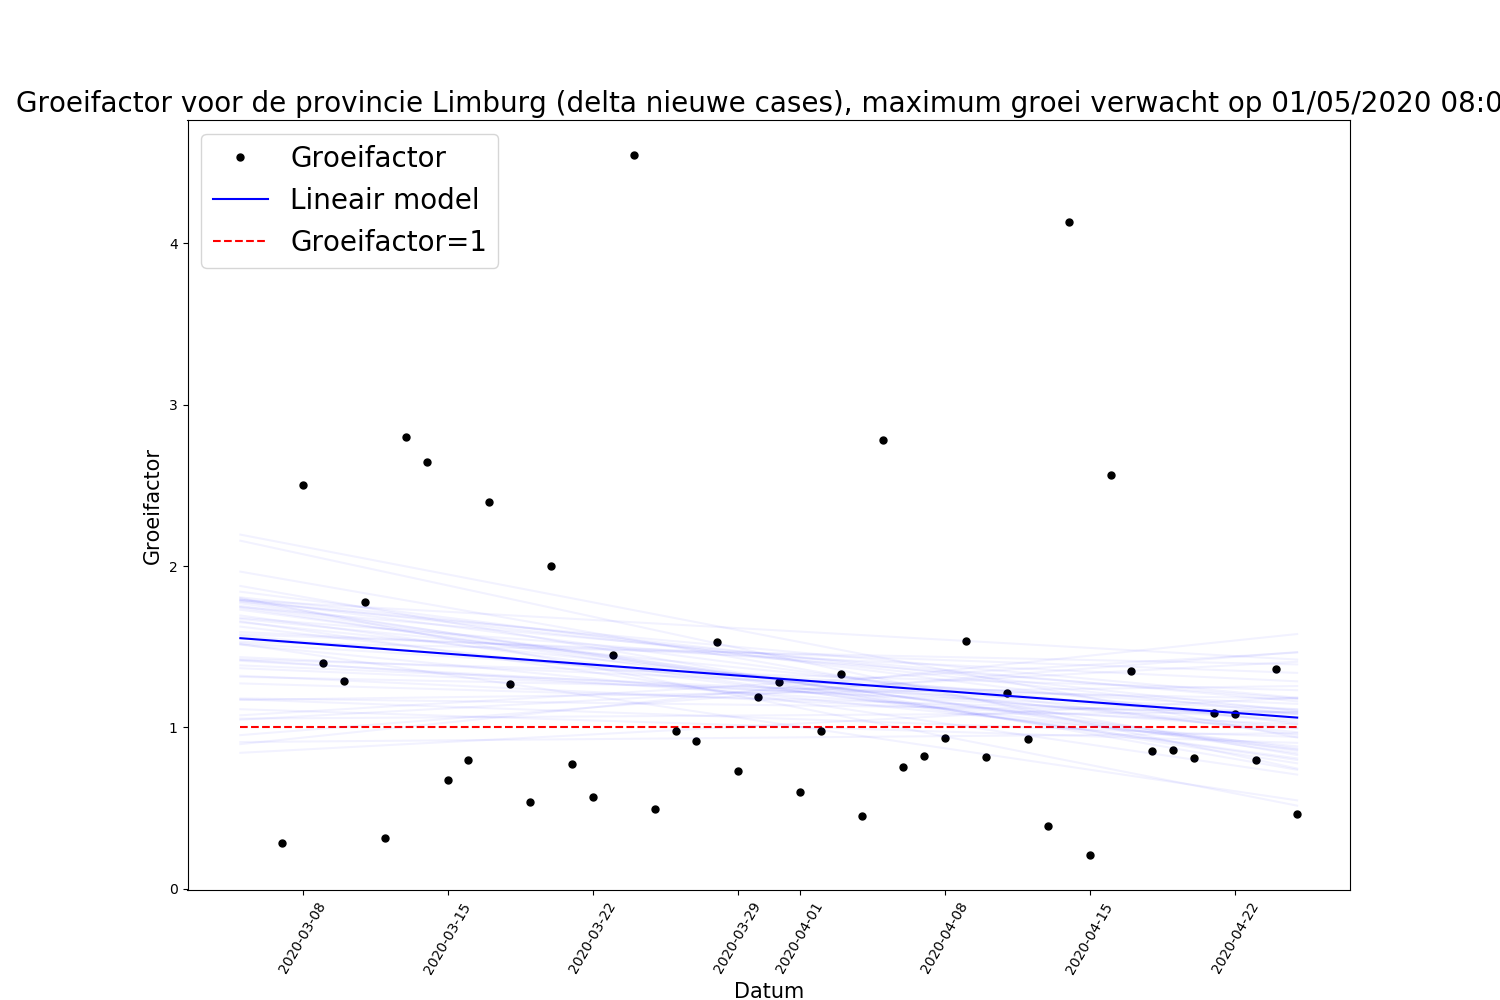 Groeifactor voor de provincie Limburg (delta nieuwe cases), maximum groei verwacht op 01/05/2020 08:0
Groeifactor
Lineair model
Groeifactor=1
4
3
2
1
0
Groeifactor
2020-03-08
2020-03-15
2020-03-22
2020-03-29
2020-04-01
2020-04-08
2020-04-15
2020-04-22
Datum